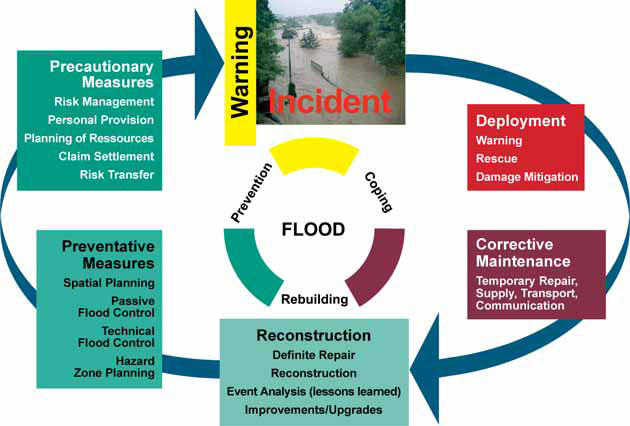 Warning
Incident
Precautionary
Measures
Risk Management
Personal Provision
Planning of Ressources
Claim Settlement
Risk Transfer
Deployment
Warning
Rescue
Damage Mitigation
Prevention
Coping
FLOOD
Rebuilding
Preventative
Measures
Spatial Planning
Passive
Flood Control
Technical
Flood Control
Hazard
Zone Planning
Corrective
Maintenance
Temporary Repair,
Supply, Transport,
Communication
Reconstruction
Definite Repair
Reconstruction
Event Analysis (lessons learned)
Improvements/Upgrades